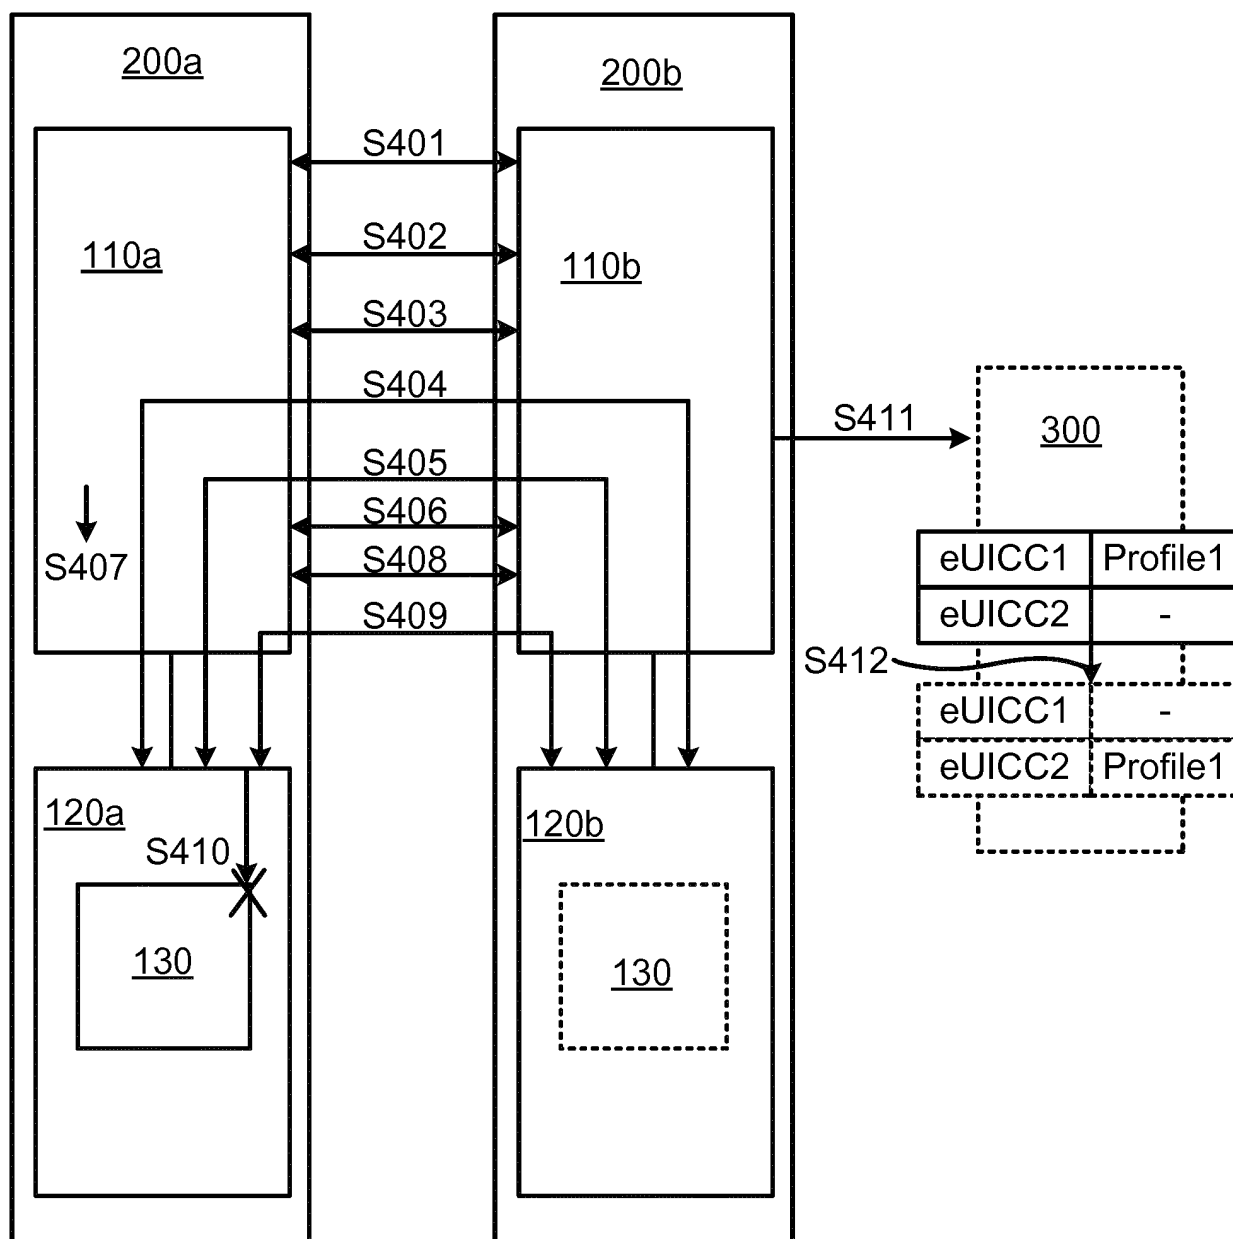 200a
200b
S401
S402
110a
110b
S403
S404
S411
300
S405
S406
S407
S408
eUICC1 Profile1
S409
eUICC2 -
S412
eUICC1 -
eUICC2 Profile1
120a
120b
S410
130
130